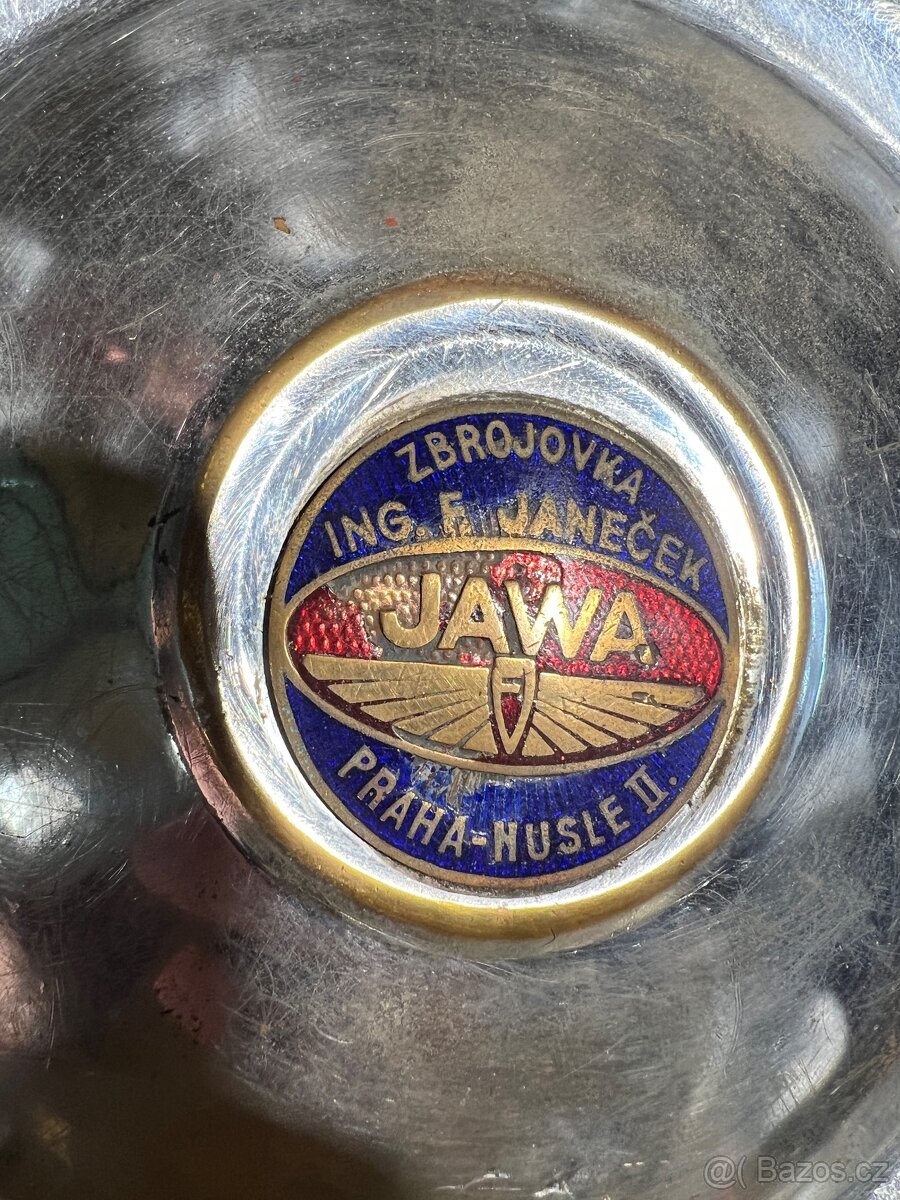 ZBROJOVKA
ING. F. JANEČEK
JAWA
PRAHA-NUSLE II.
@( Bazos.cz